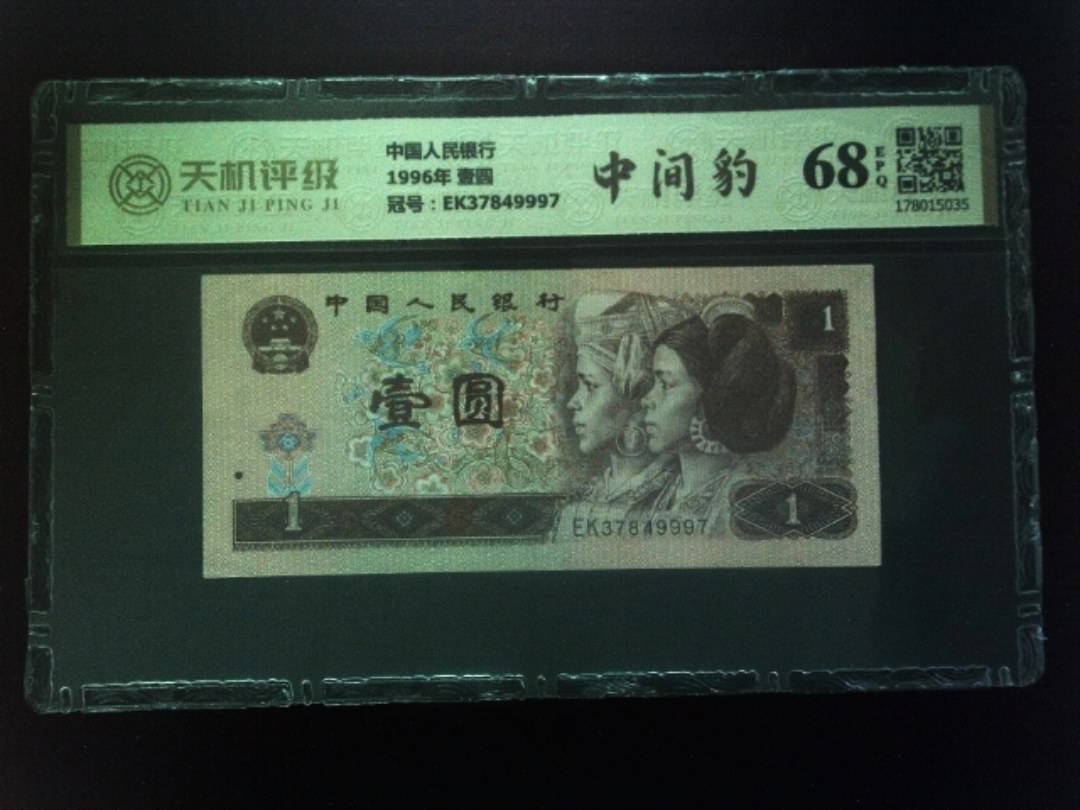 天机评级
TIAN JI PING JI
中国人民银行
1996年 壹圆
冠号：EK37849997
中间豹
68
EPQ
178015035
中国人民银行
1
壹圆
1
EK37849997
1